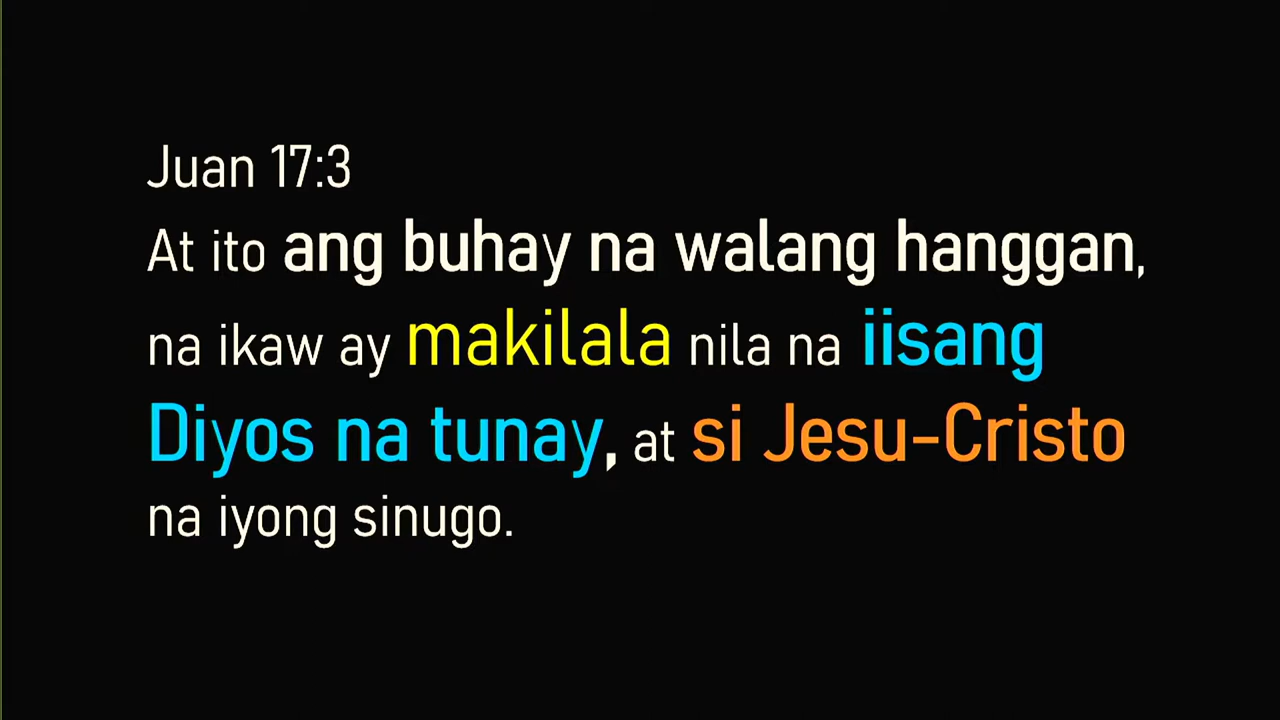 Juan 17:3
At ito ang buhay na walang hanggan,
na ikaw ay makilala nila na iisang
Diyos na tunay, at si Jesu-Cristo
na iyong sinugo.